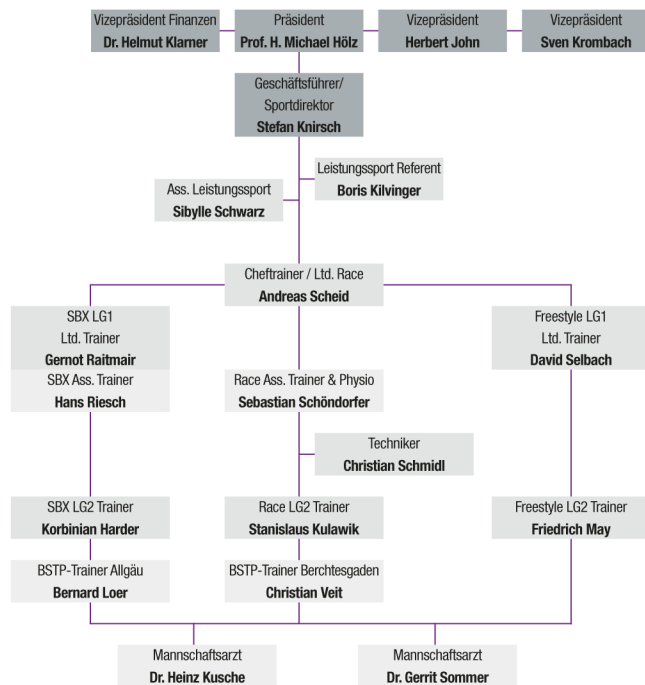 Vizepräsident Finanzen
Dr. Helmut Klarner
Präsident
Prof. H. Michael Hölz
Vizepräsident
Herbert John
Vizepräsident
Sven Krombach
Geschäftsführer/
Sportdirektor
Stefan Knirsch
Leistungssport Referent
Boris Kilvinger
Ass. Leistungssport
Sibylle Schwarz
Cheftrainer / Ltd. Race
Andreas Scheid
SBX LG1
Ltd. Trainer
Gernot Raitmair
SBX Ass. Trainer
Hans Riesch
Race Ass. Trainer & Physio
Sebastian Schöndorfer
Freestyle LG1
Ltd. Trainer
David Selbach
Techniker
Christian Schmidl
SBX LG2 Trainer
Korbinian Harder
Race LG2 Trainer
Stanislaus Kulawik
Freestyle LG2 Trainer
Friedrich May
BSTP-Trainer Allgäu
Bernard Loer
BSTP-Trainer Berchtesgaden
Christian Veit
Mannschaftsarzt
Dr. Heinz Kusche
Mannschaftsarzt
Dr. Gerrit Sommer